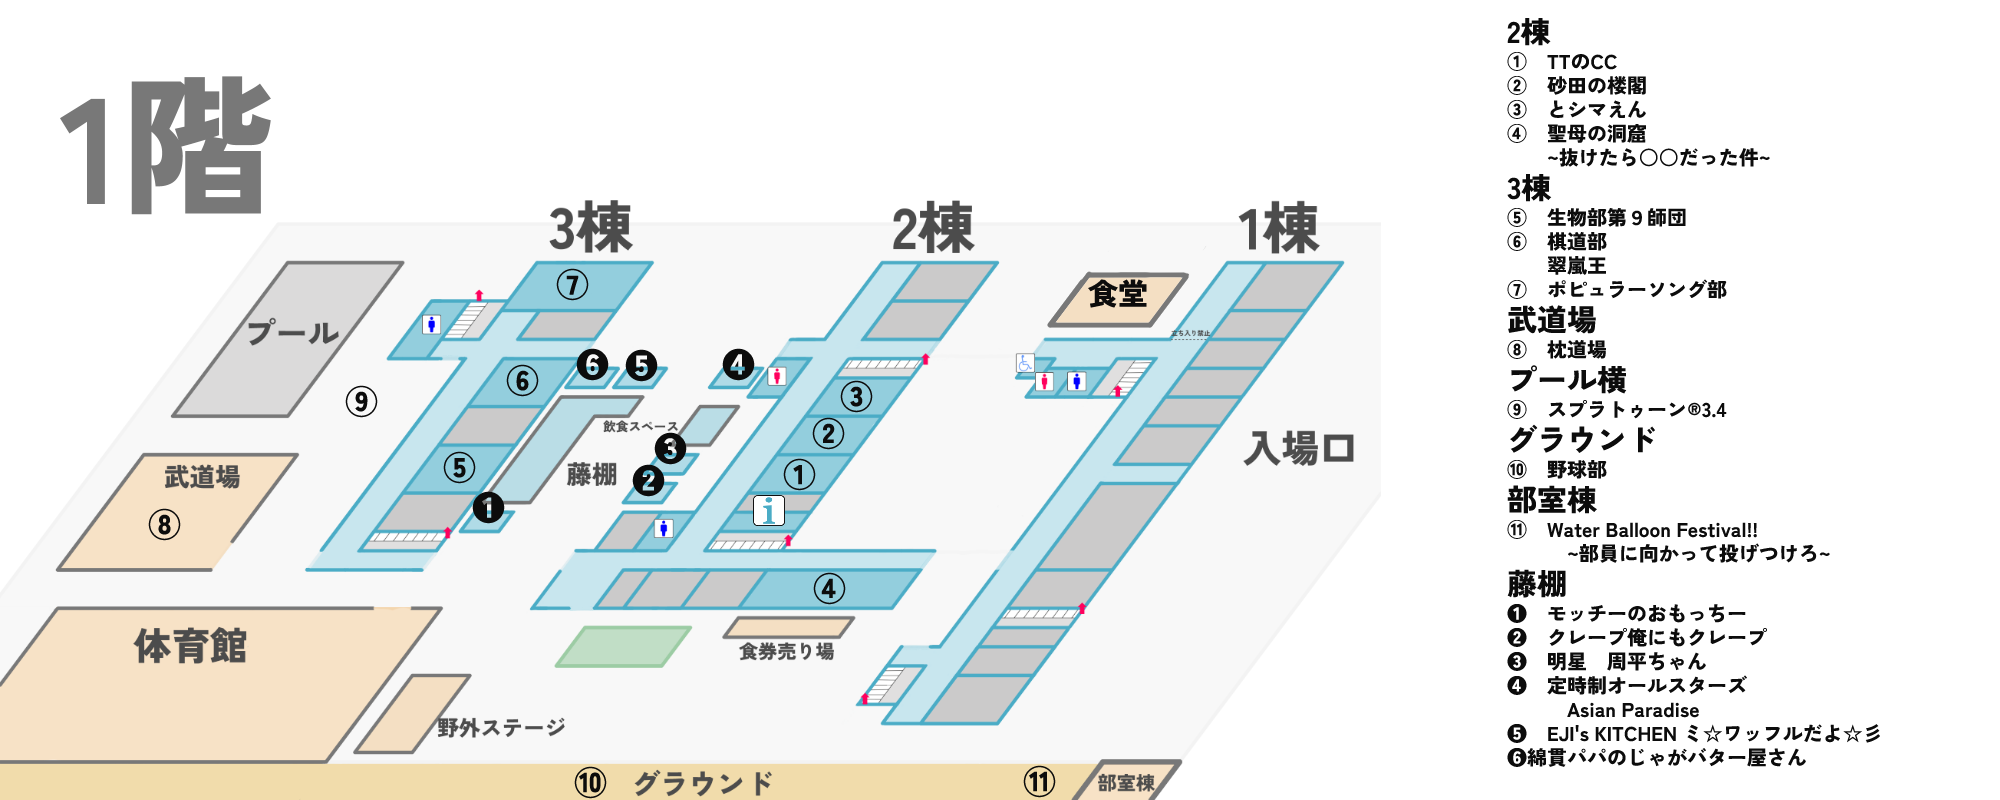 1階
3棟
2棟
1棟
⑦
食堂
プール
立ち入り禁止
⑥
❻
❺
❹
③
⑨
②
飲食スペース
入場口
❸
⑤
藤棚
①
武道場
❷
❶
i
⑧
④
体育館
食券売り場
野外ステージ
⑩
グラウンド
⑪
部室棟
2棟
① TTのCC
② 砂田の楼閣
③ とシマえん
④ 聖母の洞窟
~抜けたら〇〇だった件~
3棟
⑤ 生物部第９師団
⑥ 棋道部
翠嵐王
⑦ ポピュラーソング部
武道場
⑧ 枕道場
プール横
⑨ スプラトゥーン®3.4
グラウンド
⑩ 野球部
部室棟
⑪ Water Balloon Festival!!
~部員に向かって投げつけろ~
藤棚
❶ モッチーのおもっちー
❷ クレープ俺にもクレープ
❸ 明星　周平ちゃん
❹ 定時制オールスターズ
Asian Paradise
❺ EJI's KITCHEN ミ☆ワッフルだよ☆彡
❻綿貫パパのじゃがバター屋さん